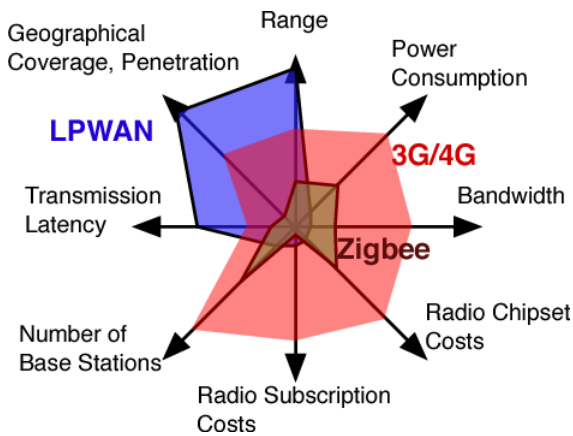 Range
Geographical
Coverage, Penetration
Power
Consumption
LPWAN
3G/4G
Transmission
Latency
Bandwidth
Zigbee
Number of
Base Stations
Radio Chipset
Costs
Radio Subscription
Costs